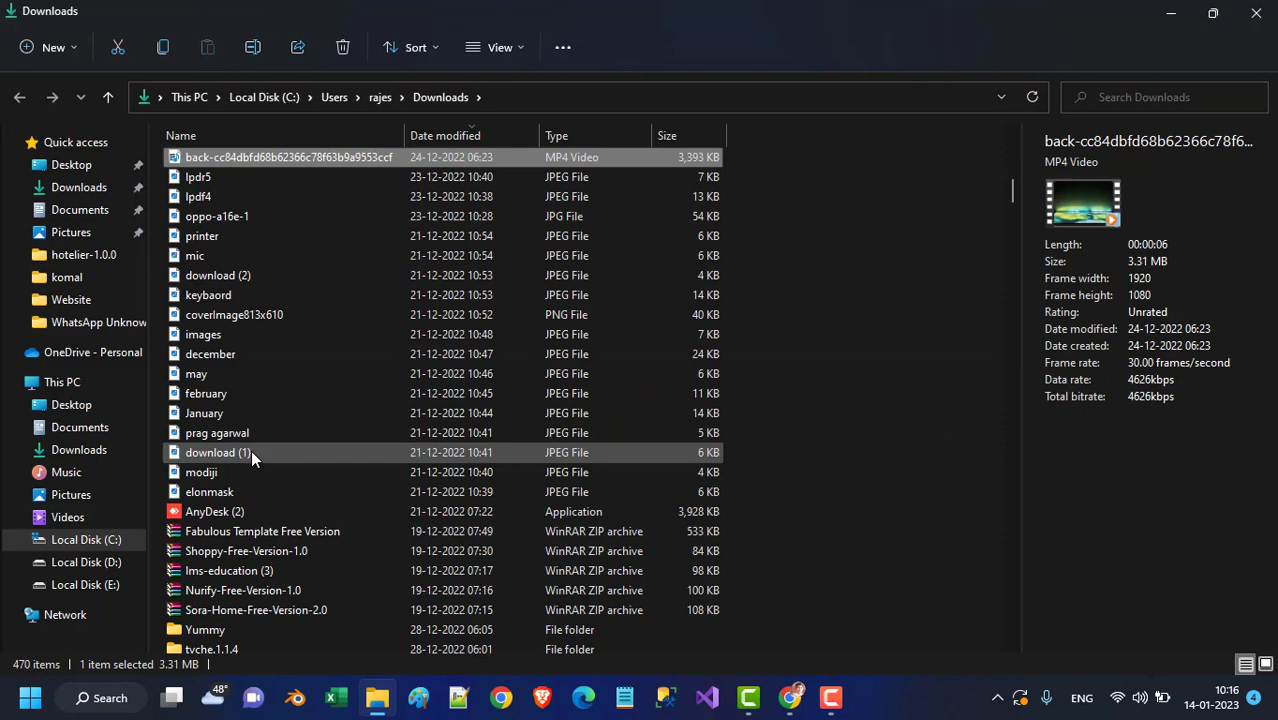 Downloads
New
Sort
View
This PC > Local Disk (C:) > Users > rajes > Downloads >
Search Downloads
Quick access
Desktop
Downloads
Documents
Pictures
hotelier-1.0.0
komal
Website
WhatsApp Unknow
OneDrive - Personal
This PC
Desktop
Documents
Downloads
Music
Pictures
Videos
Local Disk (C:)
Local Disk (D:)
Local Disk (E:)
Network
Name Date modified Type Size
back-cc84dbfd68b62366c78f63b9a9553ccf 24-12-2022 06:23 MP4 Video 3,393 KB
lpdr5 23-12-2022 10:40 JPEG File 7 KB
lpdf4 23-12-2022 10:38 JPEG File 13 KB
oppo-a16e-1 23-12-2022 10:28 JPG File 54 KB
printer 21-12-2022 10:54 JPEG File 6 KB
mic 21-12-2022 10:54 JPEG File 6 KB
download (2) 21-12-2022 10:53 JPEG File 4 KB
keybaord 21-12-2022 10:53 JPEG File 14 KB
coverImage813x610 21-12-2022 10:52 PNG File 40 KB
images 21-12-2022 10:48 JPEG File 7 KB
december 21-12-2022 10:47 JPEG File 24 KB
may 21-12-2022 10:46 JPEG File 6 KB
february 21-12-2022 10:45 JPEG File 11 KB
January 21-12-2022 10:44 JPEG File 14 KB
prag agarwal 21-12-2022 10:41 JPEG File 5 KB
download (1) 21-12-2022 10:41 JPEG File 6 KB
modiji 21-12-2022 10:40 JPEG File 4 KB
elonmask 21-12-2022 10:39 JPEG File 6 KB
AnyDesk (2) 21-12-2022 07:22 Application 3,928 KB
Fabulous Template Free Version 19-12-2022 07:49 WinRAR ZIP archive 533 KB
Shoppy-Free-Version-1.0 19-12-2022 07:30 WinRAR ZIP archive 84 KB
lms-education (3) 19-12-2022 07:17 WinRAR ZIP archive 98 KB
Nurify-Free-Version-1.0 19-12-2022 07:16 WinRAR ZIP archive 100 KB
Sora-Home-Free-Version-2.0 19-12-2022 07:15 WinRAR ZIP archive 108 KB
Yummy 28-12-2022 06:05 File folder
tvche.1.1.4 28-12-2022 06:01 File folder
back-cc84dbfd68b62366c78f6...
MP4 Video
Length: 00:00:06
Size: 3.31 MB
Frame width: 1920
Frame height: 1080
Rating: Unrated
Date modified: 24-12-2022 06:23
Date created: 24-12-2022 06:23
Frame rate: 30.00 frames/second
Data rate: 4626kbps
Total bitrate: 4626kbps
470 items 1 item selected 3.31 MB
Search
48°
ENG
10:16
14-01-2023
4